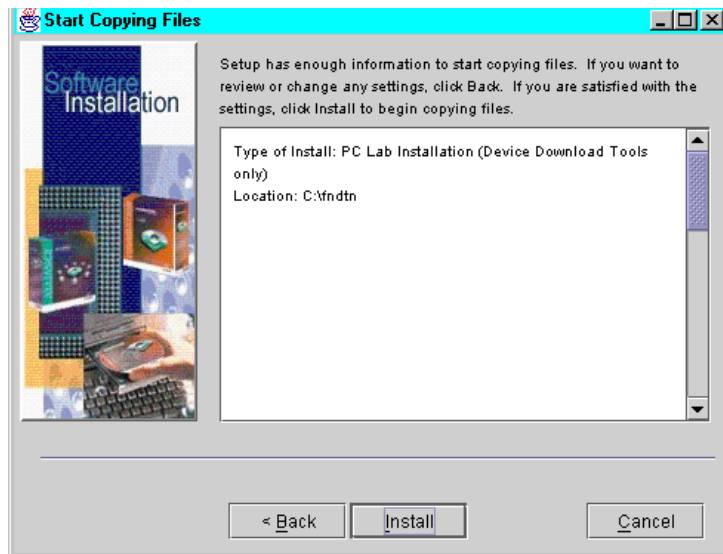 Start Copying Files
Software
Installation
Setup has enough information to start copying files. If you want to
review or change any settings, click Back. If you are satisfied with the
settings, click Install to begin copying files.
Type of Install: PC Lab Installation (Device Download Tools
only)
Location: C:\fndtn
< Back
Install
Cancel